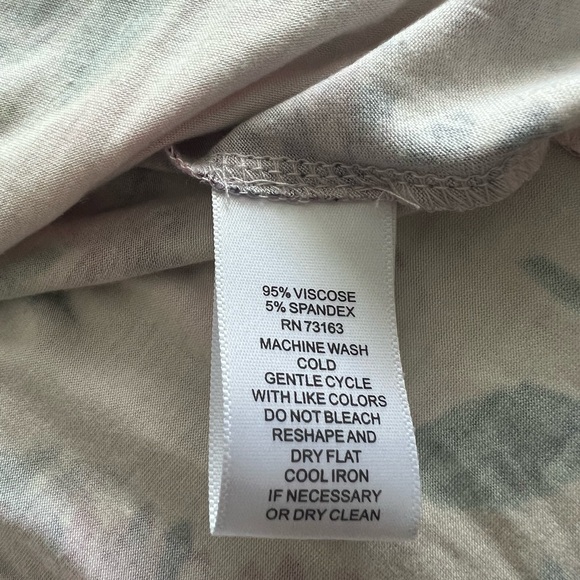 95% VISCOSE
5% SPANDEX
RN 73163
MACHINE WASH
COLD
GENTLE CYCLE
WITH LIKE COLORS
DO NOT BLEACH
RESHAPE AND
DRY FLAT
COOL IRON
IF NECESSARY
OR DRY CLEAN